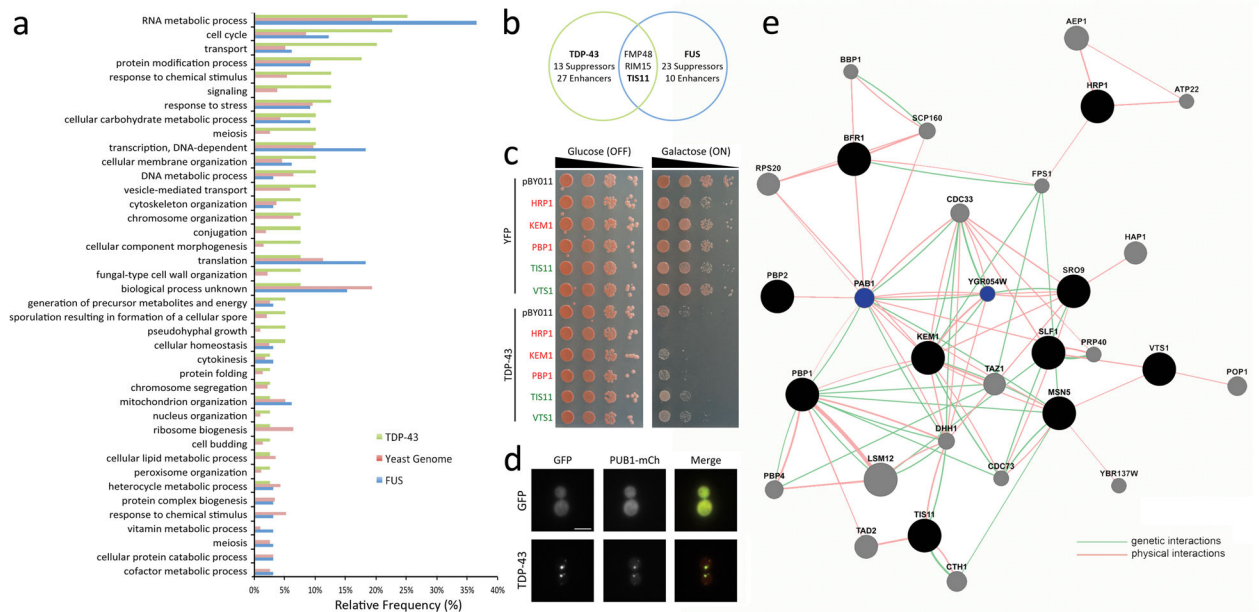 a
RNA metabolic process
cell cycle
transport
protein modification process
response to chemical stimulus
signaling
response to stress
cellular carbohydrate metabolic process
meiosis
transcription, DNA-dependent
cellular membrane organization
DNA metabolic process
vesicle-mediated transport
cytoskeleton organization
chromosome organization
conjugation
cellular component morphogenesis
translation
fungal-type cell wall organization
biological process unknown
generation of precursor metabolites and energy
sporulation resulting in formation of a cellular spore
pseudohyphal growth
cellular homeostasis
cytokinesis
protein folding
chromosome segregation
mitochondrion organization
nucleus organization
ribosome biogenesis
cell budding
cellular lipid metabolic process
peroxisome organization
heterocycle metabolic process
protein complex biogenesis
response to chemical stimulus
vitamin metabolic process
meiosis
cellular protein catabolic process
cofactor metabolic process
TDP-43
Yeast Genome
FUS
0% 5% 10% 15% 20% 25% 30% 35% 40%
Relative Frequency (%)
b
TDP-43
13 Suppressors
27 Enhancers
FMP48
RIM15
TIS11
FUS
23 Suppressors
10 Enhancers
c
Glucose (OFF) Galactose (ON)
YFP
pBY011
HRP1
KEM1
PBP1
TIS11
VTS1
TDP-43
pBY011
HRP1
KEM1
PBP1
TIS11
VTS1
d
GFP PUB1-mCh Merge
GFP
TDP-43
e
AEP1
HRP1
ATP22
BBP1
SCP160
BFR1
RPS20
FPS1
CDC33
HAP1
PBP2
PAB1
YGR054W
SRO9
KEM1
SLF1
PRP40
VTS1
TAZ1
POP1
PBP1
MSN5
DHH1
LSM12
CDC73
PBP4
YBR137W
TIS11
TAD2
CTH1
genetic interactions
physical interactions